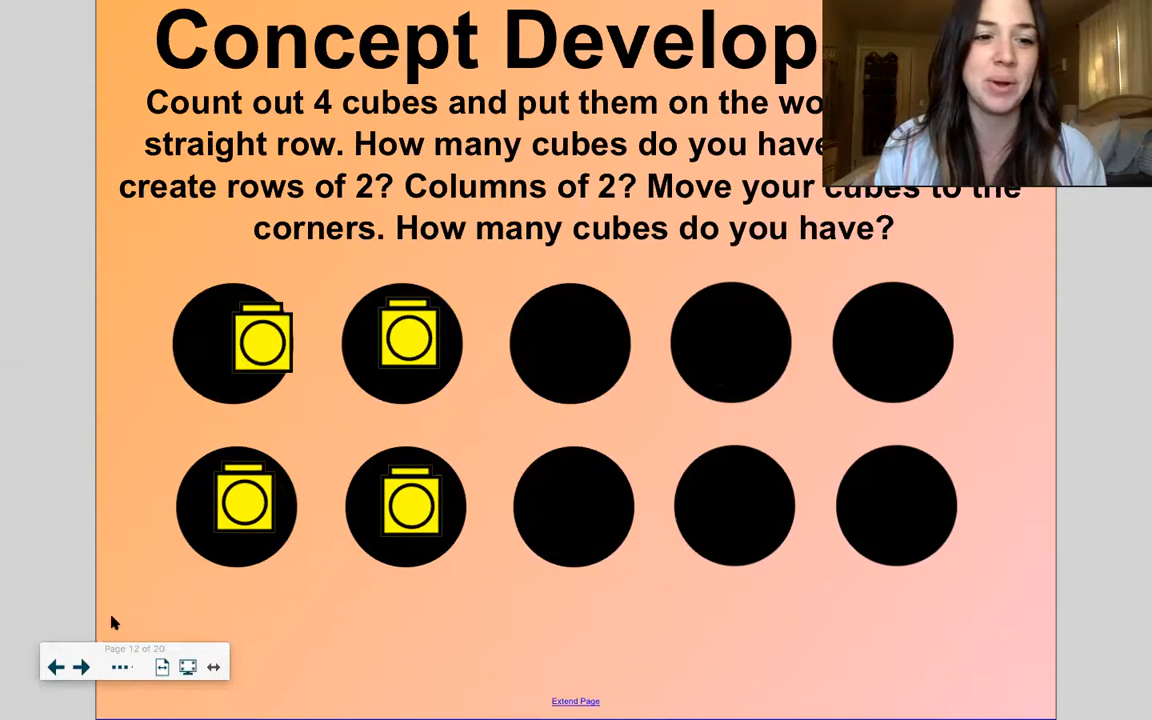 Concept Develop
Count out 4 cubes and put them on the
straight row. How many cubes do you have
create rows of 2? Columns of 2? Move your cubes to the
corners. How many cubes do you have?
Page 12 of 20
Extend Page